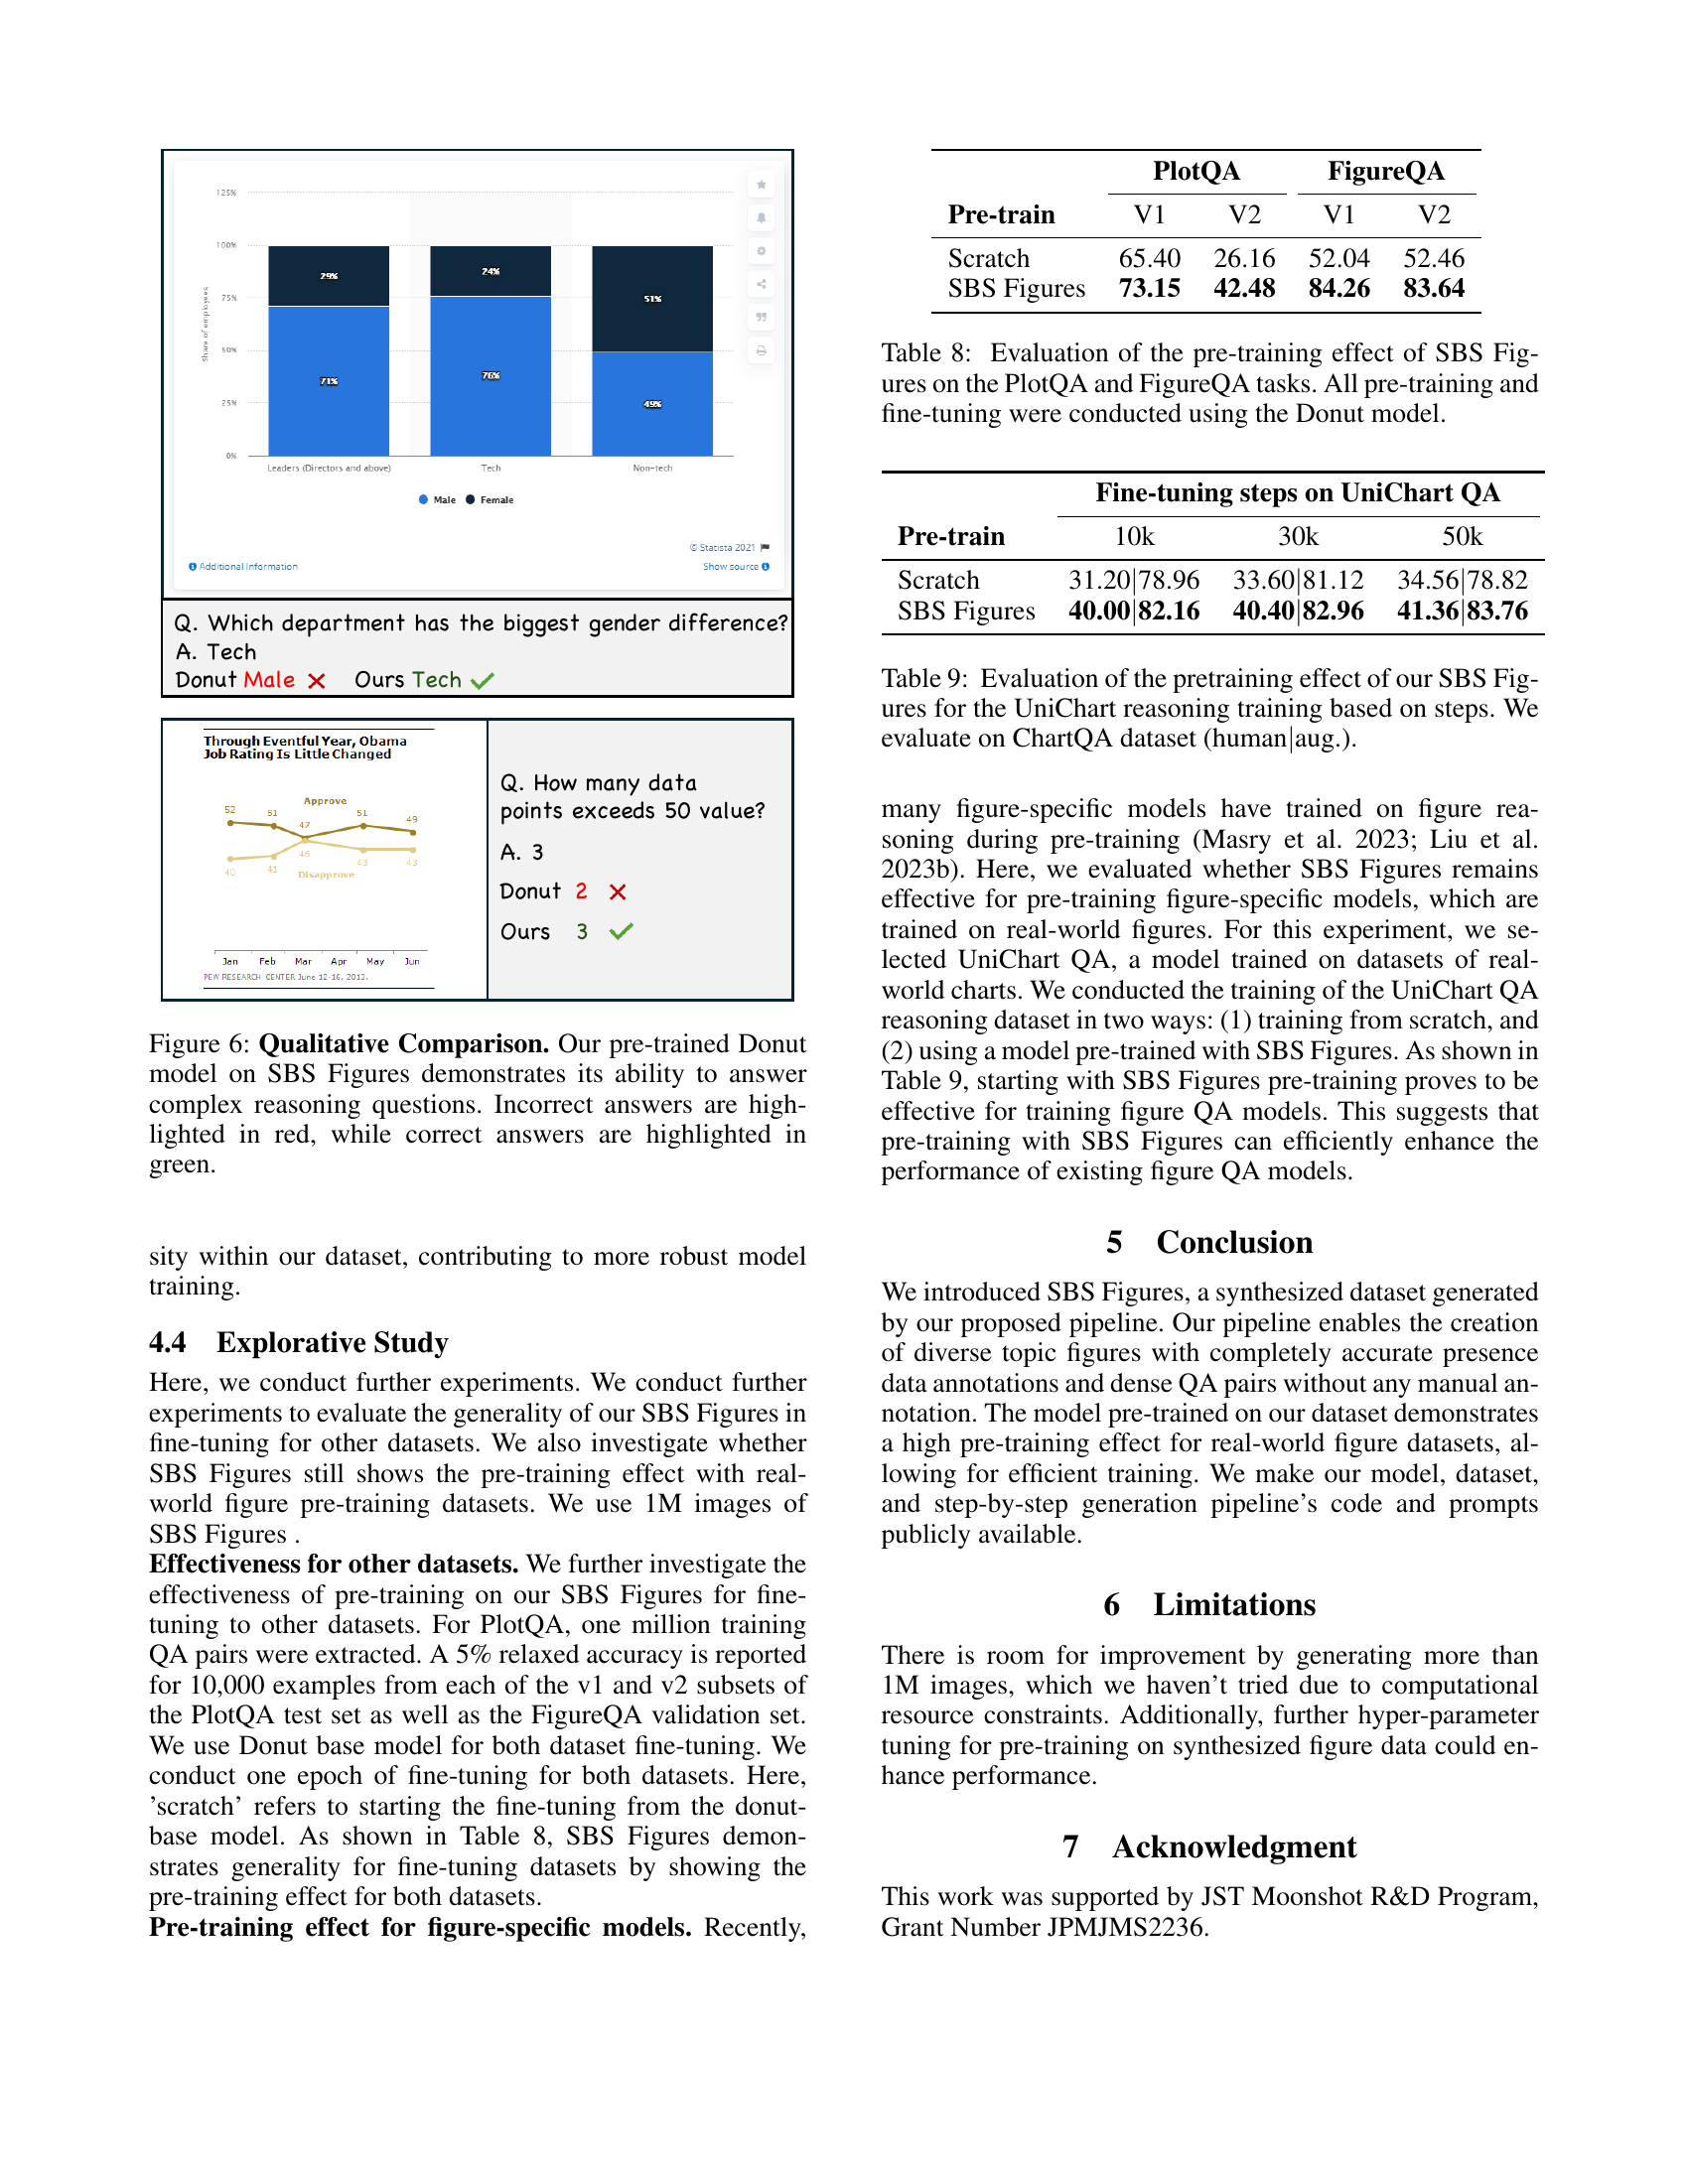 125%
100%
75%
50%
25%
0%
Share of employees
29%
24%
51%
71%
76%
49%
Leaders (Directors and above) Tech Non-tech
Male Female
© Statista 2021
Additional Information Show source
Q. Which department has the biggest gender difference?
A. Tech
Donut Male Ours Tech
Through Eventful Year, Obama
Job Rating Is Little Changed
Approve
52 51 47 51 49
40 41 46 43 43
Disapprove
Jan Feb Mar Apr May Jun
PEW RESEARCH CENTER June 12-16, 2013.
Q. How many data
points exceeds 50 value?
A. 3
Donut 2
Ours 3
Figure 6: Qualitative Comparison. Our pre-trained Donut
model on SBS Figures demonstrates its ability to answer
complex reasoning questions. Incorrect answers are high-
lighted in red, while correct answers are highlighted in
green.
sity within our dataset, contributing to more robust model
training.
4.4 Explorative Study
Here, we conduct further experiments. We conduct further
experiments to evaluate the generality of our SBS Figures in
fine-tuning for other datasets. We also investigate whether
SBS Figures still shows the pre-training effect with real-
world figure pre-training datasets. We use 1M images of
SBS Figures .
Effectiveness for other datasets. We further investigate the
effectiveness of pre-training on our SBS Figures for fine-
tuning to other datasets. For PlotQA, one million training
QA pairs were extracted. A 5% relaxed accuracy is reported
for 10,000 examples from each of the v1 and v2 subsets of
the PlotQA test set as well as the FigureQA validation set.
We use Donut base model for both dataset fine-tuning. We
conduct one epoch of fine-tuning for both datasets. Here,
'scratch' refers to starting the fine-tuning from the donut-
base model. As shown in Table 8, SBS Figures demon-
strates generality for fine-tuning datasets by showing the
pre-training effect for both datasets.
Pre-training effect for figure-specific models. Recently,
PlotQA FigureQA
Pre-train V1 V2 V1 V2
Scratch 65.40 26.16 52.04 52.46
SBS Figures 73.15 42.48 84.26 83.64
Table 8: Evaluation of the pre-training effect of SBS Fig-
ures on the PlotQA and FigureQA tasks. All pre-training and
fine-tuning were conducted using the Donut model.
Fine-tuning steps on UniChart QA
Pre-train 10k 30k 50k
Scratch 31.20|78.96 33.60|81.12 34.56|78.82
SBS Figures 40.00|82.16 40.40|82.96 41.36|83.76
Table 9: Evaluation of the pretraining effect of our SBS Fig-
ures for the UniChart reasoning training based on steps. We
evaluate on ChartQA dataset (human|aug.).
many figure-specific models have trained on figure rea-
soning during pre-training (Masry et al. 2023; Liu et al.
2023b). Here, we evaluated whether SBS Figures remains
effective for pre-training figure-specific models, which are
trained on real-world figures. For this experiment, we se-
lected UniChart QA, a model trained on datasets of real-
world charts. We conducted the training of the UniChart QA
reasoning dataset in two ways: (1) training from scratch, and
(2) using a model pre-trained with SBS Figures. As shown in
Table 9, starting with SBS Figures pre-training proves to be
effective for training figure QA models. This suggests that
pre-training with SBS Figures can efficiently enhance the
performance of existing figure QA models.
5 Conclusion
We introduced SBS Figures, a synthesized dataset generated
by our proposed pipeline. Our pipeline enables the creation
of diverse topic figures with completely accurate presence
data annotations and dense QA pairs without any manual an-
notation. The model pre-trained on our dataset demonstrates
a high pre-training effect for real-world figure datasets, al-
lowing for efficient training. We make our model, dataset,
and step-by-step generation pipeline's code and prompts
publicly available.
6 Limitations
There is room for improvement by generating more than
1M images, which we haven't tried due to computational
resource constraints. Additionally, further hyper-parameter
tuning for pre-training on synthesized figure data could en-
hance performance.
7 Acknowledgment
This work was supported by JST Moonshot R&D Program,
Grant Number JPMJMS2236.